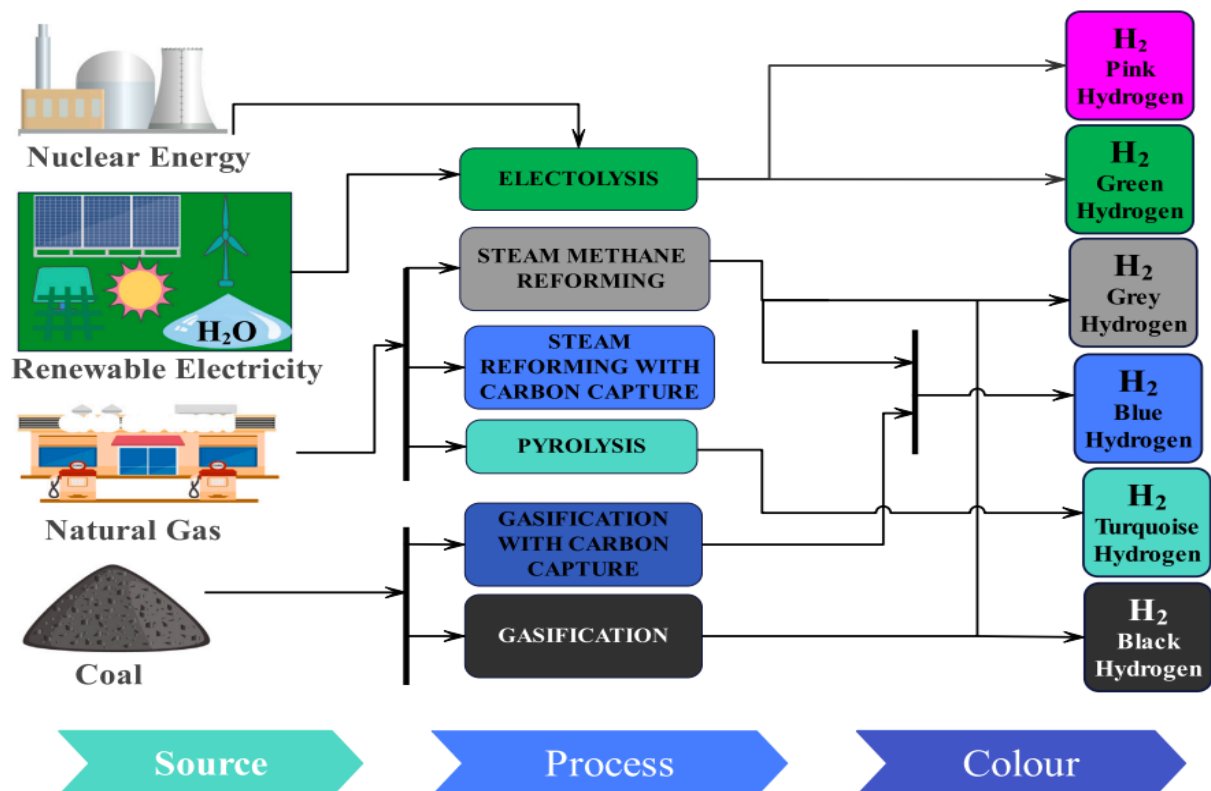 Nuclear Energy
H₂O
Renewable Electricity
Natural Gas
Coal
ELECTOLYSIS
STEAM METHANE
REFORMING
STEAM
REFORMING WITH
CARBON CAPTURE
PYROLYSIS
GASIFICATION
WITH CARBON
CAPTURE
GASIFICATION
H₂
Pink
Hydrogen
H₂
Green
Hydrogen
H₂
Grey
Hydrogen
H₂
Blue
Hydrogen
H₂
Turquoise
Hydrogen
H₂
Black
Hydrogen
Source
Process
Colour